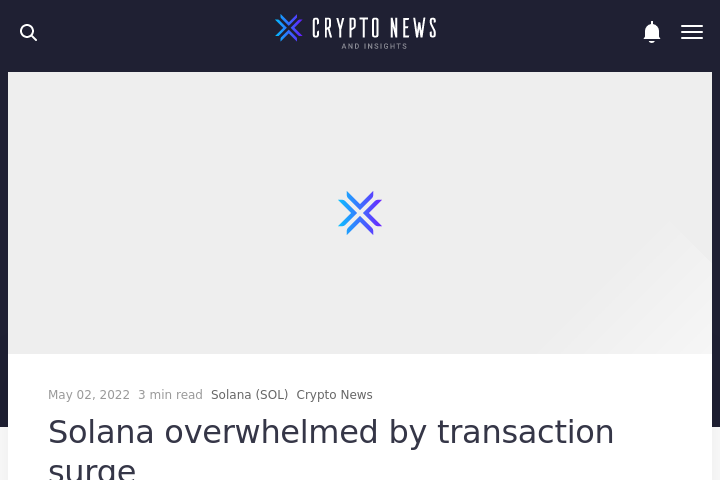 CRYPTO NEWS
AND INSIGHTS
May 02, 2022 3 min read Solana (SOL) Crypto News
Solana overwhelmed by transaction
surge